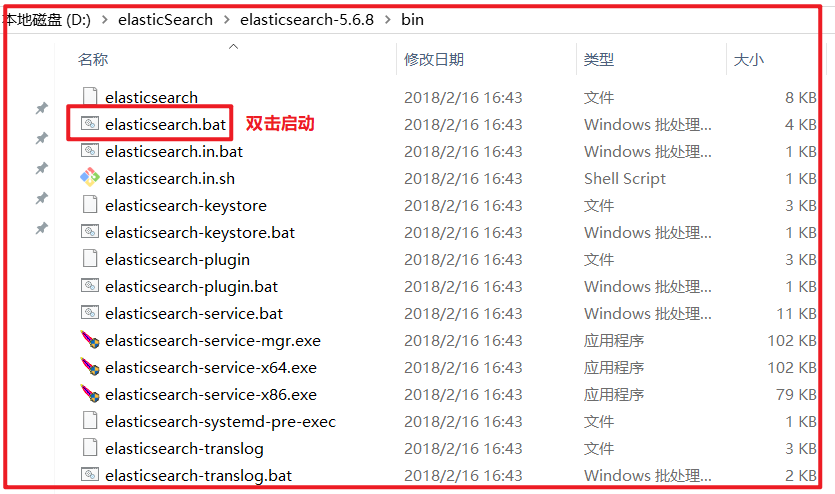 本地磁盘 (D:) > elasticSearch > elasticsearch-5.6.8 > bin
名称 修改日期 类型 大小
elasticsearch 2018/2/16 16:43 文件 8 KB
elasticsearch.bat 双击启动 2018/2/16 16:43 Windows 批处理... 4 KB
elasticsearch.in.bat 2018/2/16 16:43 Windows 批处理... 1 KB
elasticsearch.in.sh 2018/2/16 16:43 Shell Script 1 KB
elasticsearch-keystore 2018/2/16 16:43 文件 3 KB
elasticsearch-keystore.bat 2018/2/16 16:43 Windows 批处理... 1 KB
elasticsearch-plugin 2018/2/16 16:43 文件 3 KB
elasticsearch-plugin.bat 2018/2/16 16:43 Windows 批处理... 1 KB
elasticsearch-service.bat 2018/2/16 16:43 Windows 批处理... 11 KB
elasticsearch-service-mgr.exe 2018/2/16 16:43 应用程序 102 KB
elasticsearch-service-x64.exe 2018/2/16 16:43 应用程序 102 KB
elasticsearch-service-x86.exe 2018/2/16 16:43 应用程序 79 KB
elasticsearch-systemd-pre-exec 2018/2/16 16:43 文件 1 KB
elasticsearch-translog 2018/2/16 16:43 文件 3 KB
elasticsearch-translog.bat 2018/2/16 16:43 Windows 批处理... 2 KB